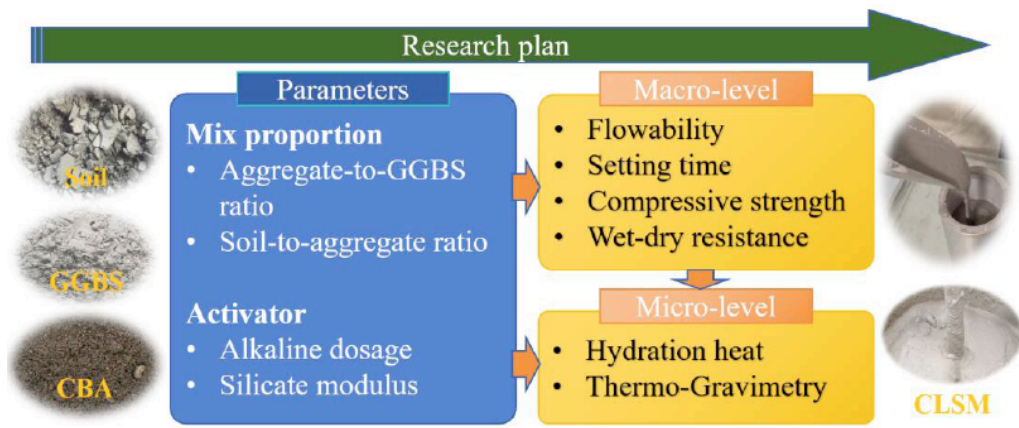 Research plan
Soil
GGBS
CBA
Parameters
Mix proportion
• Aggregate-to-GGBS
ratio
• Soil-to-aggregate ratio
Activator
• Alkaline dosage
• Silicate modulus
Macro-level
• Flowability
• Setting time
• Compressive strength
• Wet-dry resistance
Micro-level
• Hydration heat
• Thermo-Gravimetry
CLSM